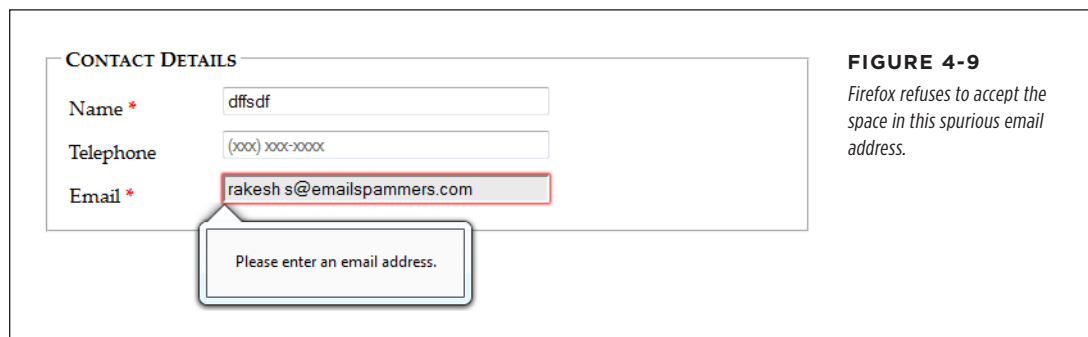 CONTACT DETAILS
Name *
dffsdf
Telephone
(xxx) xxx-xxxx
Email *
rakesh s@emailspammers.com
Please enter an email address.
FIGURE 4-9
Firefox refuses to accept the
space in this spurious email
address.